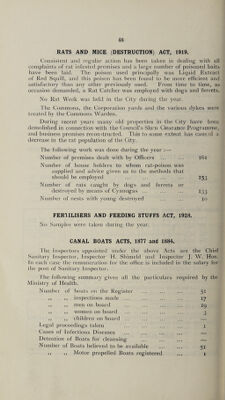 46
RATS AND MICE (DESTRUCTION) ACT, 1919.
Consistent and regular action has been taken in dealing with all
complaints of rat infested premises and a large number of poisoned baits
have been laid. The poison used principally was Liquid Extract
of Red Squill, and this poison has been found to be more efficient and
satisfactory than any other previously used. From time to time, as
occasion demanded, a Rat Catcher was employed with dogs and ferrets.
No Rat Week was held in the City during the year.
The Commons, the Corporation yards and the various dykes were
treated by the Commons Warden.
During recent years many old properties in the City have been
demolished in connection with the Council's Slum Clearance Programme,
and business premises reconstructed. This to some extent has caused a
decrease in the rat population of the City.
The following work was done during the year :—
Number of premises dealt with by Officers ... ... 161
Number of house holders to whom rat-poison was
supplied and advice given as to the methods that
should be employed ... ... ... 253
Number of rats caught by dogs and ferrets or
destroyed by means of Cymogas ... ... ... 133
Number of nests with young destroyed ... ... 10
FERTILISERS AND FEEDING STUFFS ACT, 1926.
No Samples were taken during the year.
CANAL BOATS ACTS, 1877 and 1884.
The Inspectors appointed under the above Acts are the Chief
Sanitary Inspector, Inspector H. Shimeld and Inspector J. W. Hos.
In each case the remuneration for the office is included in the salary for
the post of Sanitary Inspector.
The following summary gives all the particulars required by the
Ministry of Health.
Number of boats on the Register ... ... ... 51
,, ,, inspections made ... ... ... 17
,, ,, men on board ... ... ... 29
,, ,, women on board ... ... ... 3
,, ,, children on board ... ... ...
Legal proceedings taken ... ... ... 1
Cases of Infectious Diseases ... ... ...
Detention of Boats for cleansing ... ... ...
Number of Boats believed to be available ... ... 51
,, ,, Motor propelled Boats registered ... ... 1